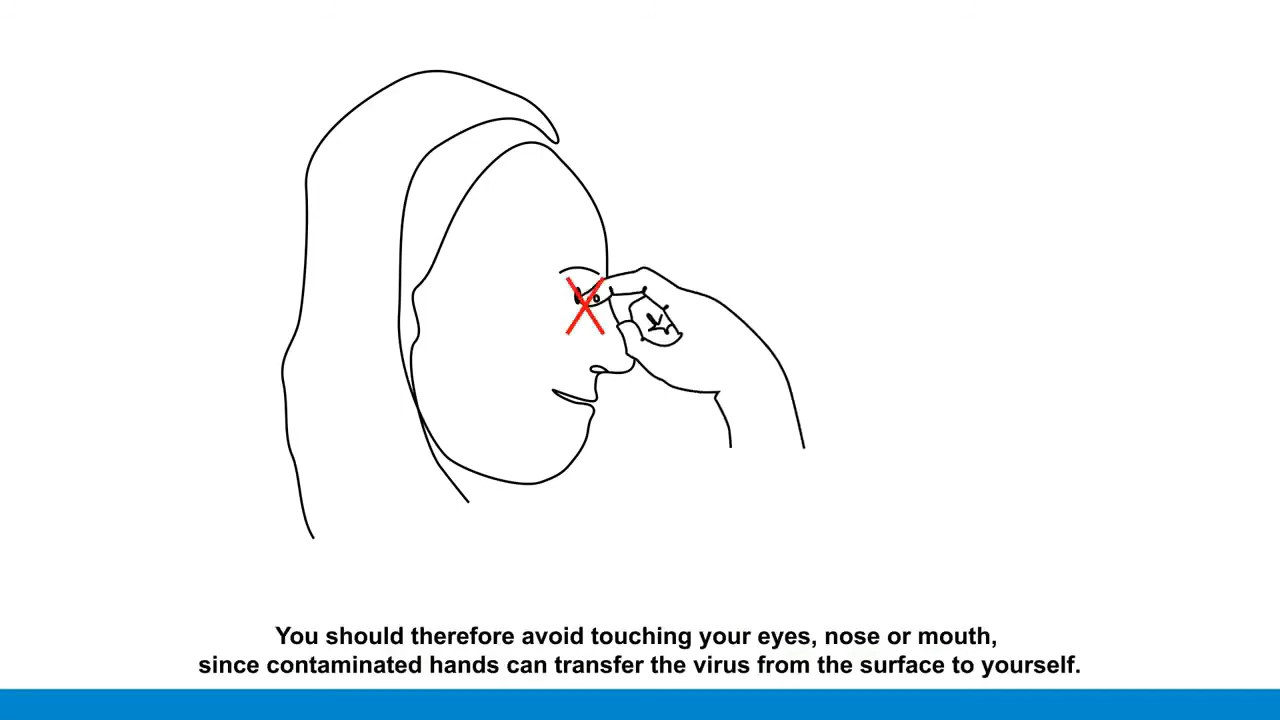 You should therefore avoid touching your eyes, nose or mouth,
since contaminated hands can transfer the virus from the surface to yourself.